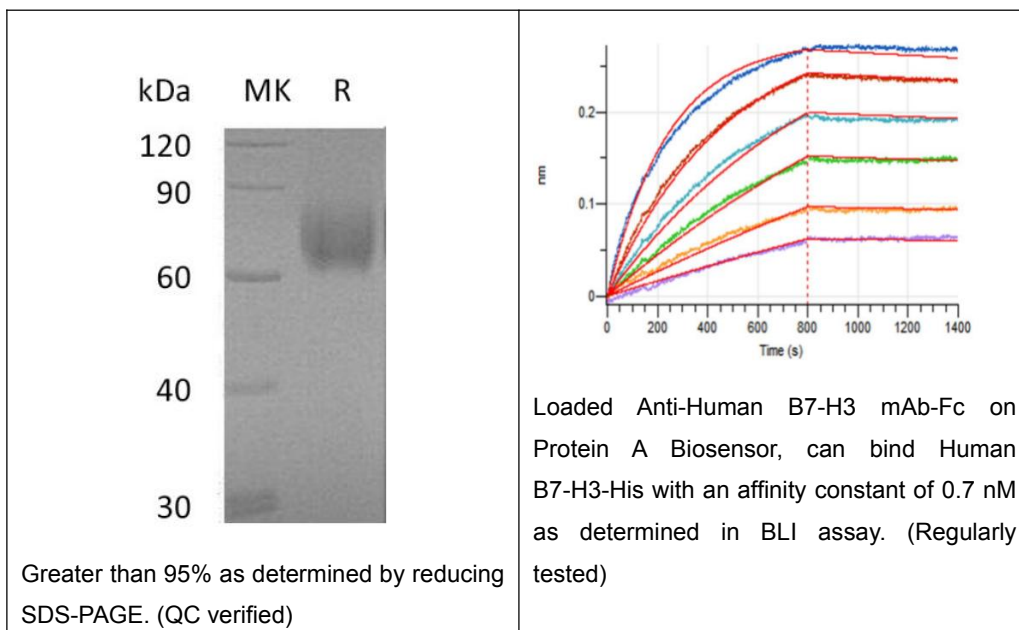 kDa MK R
120
90
60
40
30
Greater than 95% as determined by reducing
SDS-PAGE. (QC verified)
0.2
0.1
0
nm
0 200 400 600 800 1000 1200 1400
Time (s)
Loaded Anti-Human B7-H3 mAb-Fc on
Protein A Biosensor, can bind Human
B7-H3-His with an affinity constant of 0.7 nM
as determined in BLI assay. (Regularly
tested)